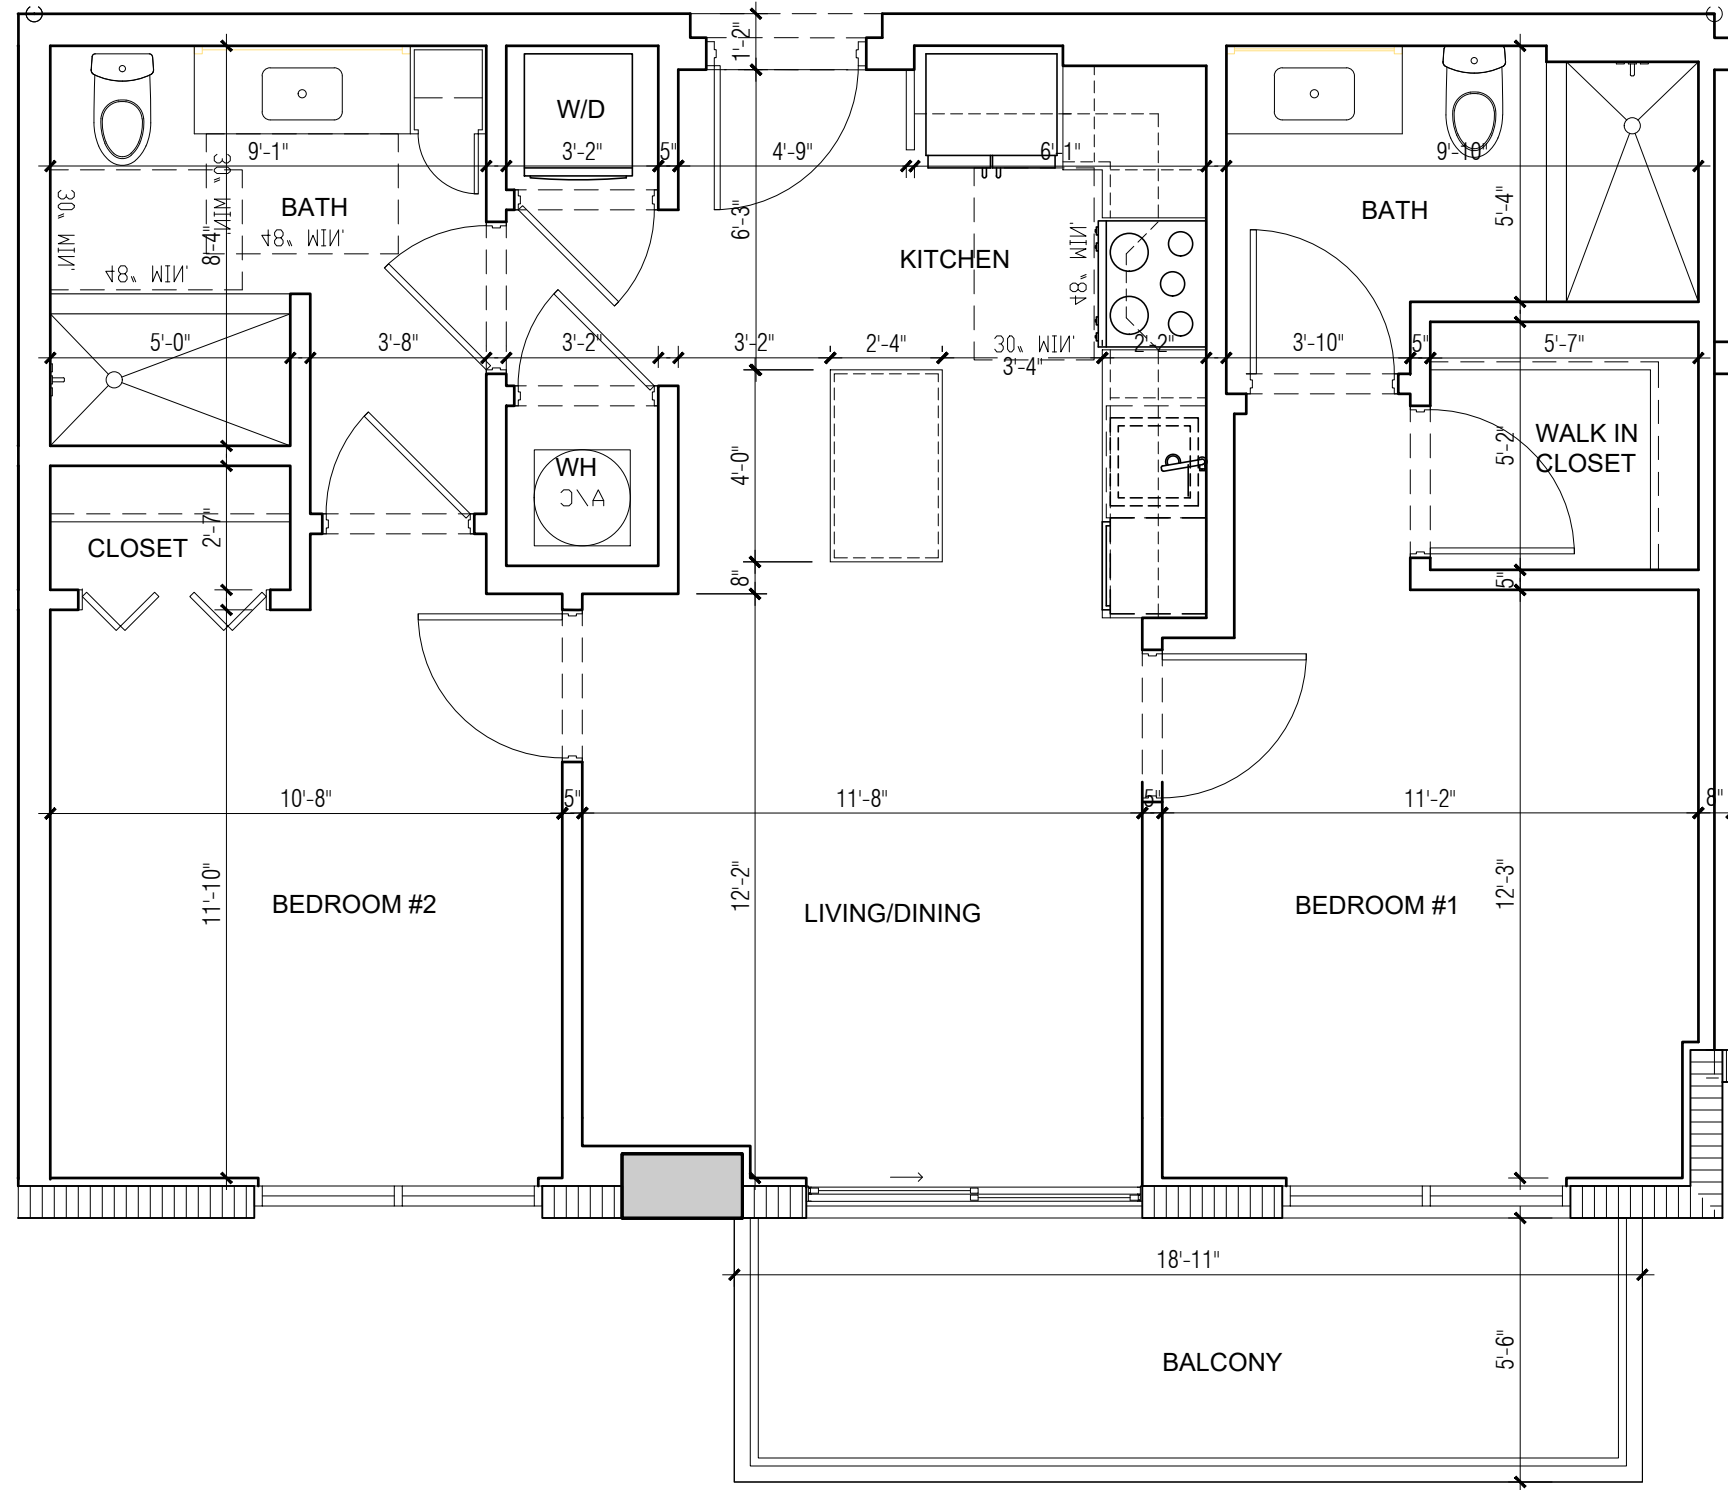 1'-2"
W/D
9'-1"
3'-2"
5"
4'-9"
6'-1"
9'-10"
30" MIN.
30" MIN.
BATH
48" MIN.
8'-4"
48" MIN.
6'-3"
KITCHEN
48" MIN.
BATH
5'-4"
5'-0"
3'-8"
3'-2"
3'-2"
2'-4"
30" MIN.
3'-4"
2'-2"
3'-10"
5"
5'-7"
WH
A/C
4'-0"
WALK IN
CLOSET
5'-2"
CLOSET
2'-7"
8"
5"
10'-8"
5"
11'-8"
5"
11'-2"
8"
11'-10"
12'-2"
12'-3"
BEDROOM #2
LIVING/DINING
BEDROOM #1
18'-11"
BALCONY
5'-6"